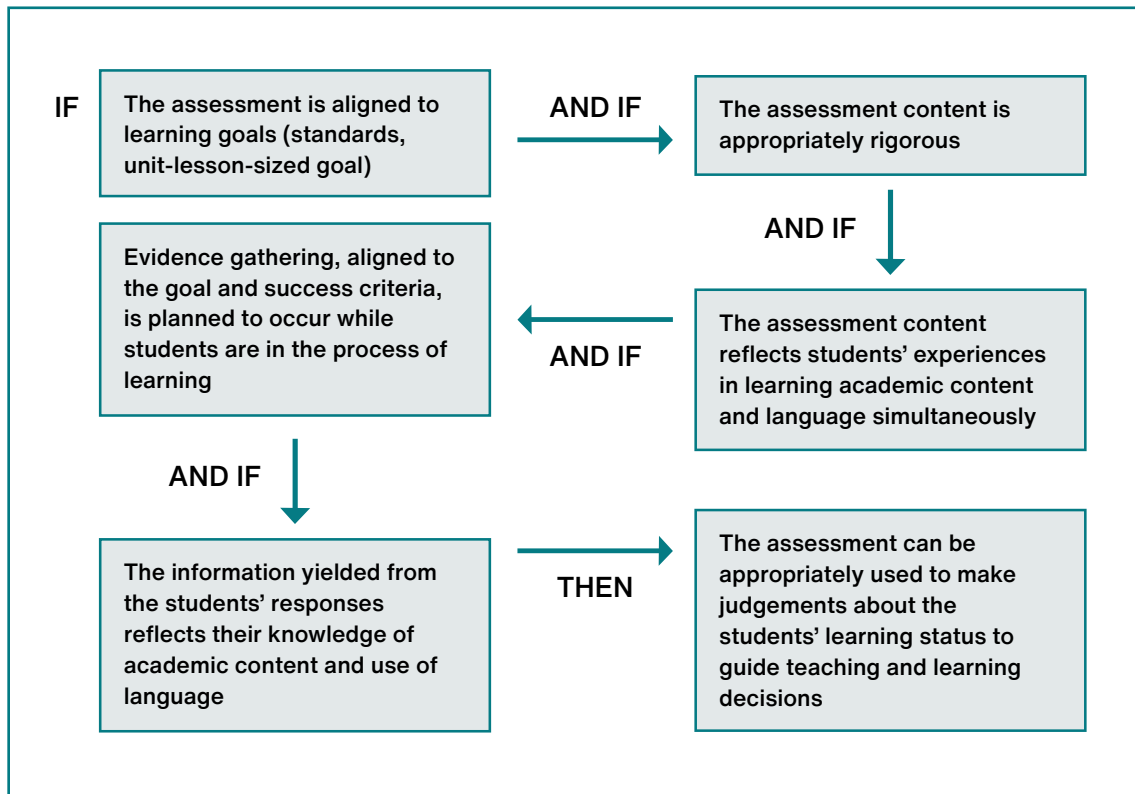 IF
The assessment is aligned to
learning goals (standards,
unit-lesson-sized goal)
AND IF
The assessment content is
appropriately rigorous
AND IF
The assessment content
reflects students’ experiences
in learning academic content
and language simultaneously
AND IF
Evidence gathering, aligned to
the goal and success criteria,
is planned to occur while
students are in the process of
learning
AND IF
The information yielded from
the students’ responses
reflects their knowledge of
academic content and use of
language
THEN
The assessment can be
appropriately used to make
judgements about the
students’ learning status to
guide teaching and learning
decisions